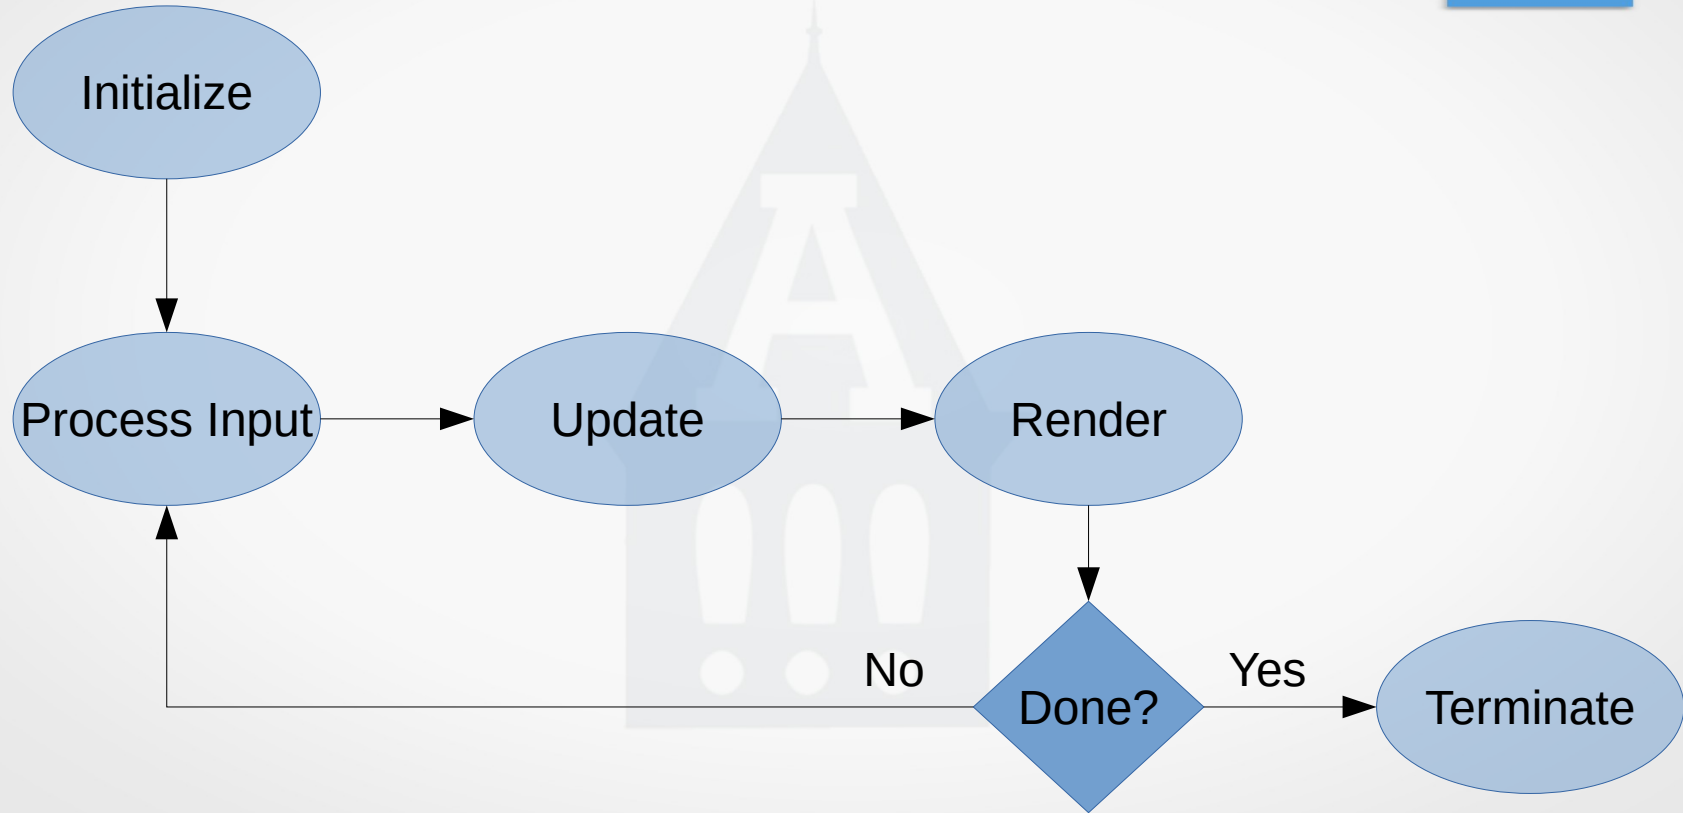 Initialize
Process Input
Update
Render
No
Done?
Yes
Terminate